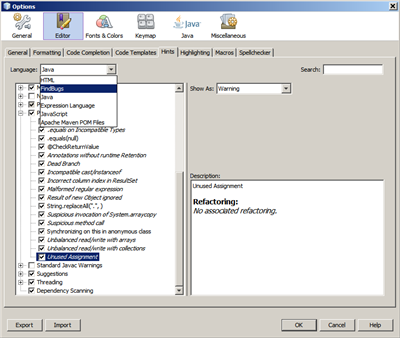 Options
General
Editor
Fonts & Colors
Keymap
Java
Miscellaneous
General Formatting Code Completion Code Templates Hints Highlighting Macros Spellchecker
Language: Java
Search:
HTML
FindBugs
Java
Expression Language
JavaScript
Apache Maven POM Files
Show As: Warning
.equals on Incompatible Types
.equals(null)
@CheckReturnValue
Annotations without runtime Retention
Dead Branch
Incompatible cast/instanceof
Incorrect column index in ResultSet
Malformed regular expression
Result of new Object ignored
String.replaceAll(".", )
Suspicious invocation of System.arraycopy
Suspicious method call
Synchronizing on this in anonymous class
Unbalanced read/write with arrays
Unbalanced read/write with collections
Unused Assignment
Standard Javac Warnings
Suggestions
Threading
Dependency Scanning
Description:
Unused Assignment
Refactoring:
No associated refactoring.
Export Import OK Cancel Help